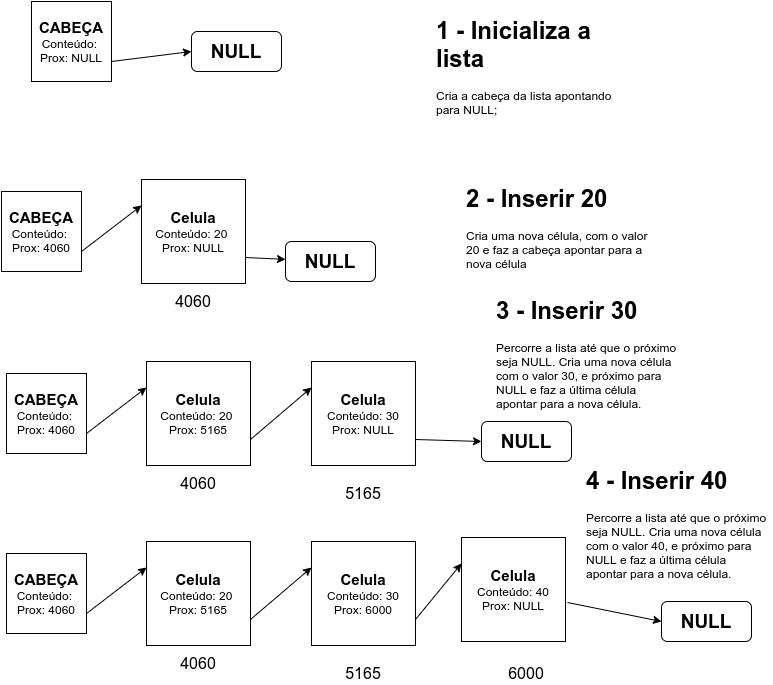 CABEÇA
Conteúdo:
Prox: NULL
NULL
1 - Inicializa a
lista
Cria a cabeça da lista apontando
para NULL;
CABEÇA
Conteúdo:
Prox: 4060
Celula
Conteúdo: 20
Prox: NULL
4060
NULL
2 - Inserir 20
Cria uma nova célula, com o valor
20 e faz a cabeça apontar para a
nova célula
3 - Inserir 30
Percorre a lista até que o próximo
seja NULL. Cria uma nova célula
com o valor 30, e próximo para
NULL e faz a última célula
apontar para a nova célula.
CABEÇA
Conteúdo:
Prox: 4060
Celula
Conteúdo: 20
Prox: 5165
4060
Celula
Conteúdo: 30
Prox: NULL
5165
NULL
4 - Inserir 40
Percorre a lista até que o próximo
seja NULL. Cria uma nova célula
com o valor 40, e próximo para
NULL e faz a última célula
apontar para a nova célula.
CABEÇA
Conteúdo:
Prox: 4060
Celula
Conteúdo: 20
Prox: 5165
4060
Celula
Conteúdo: 30
Prox: 6000
5165
Celula
Conteúdo: 40
Prox: NULL
6000
NULL